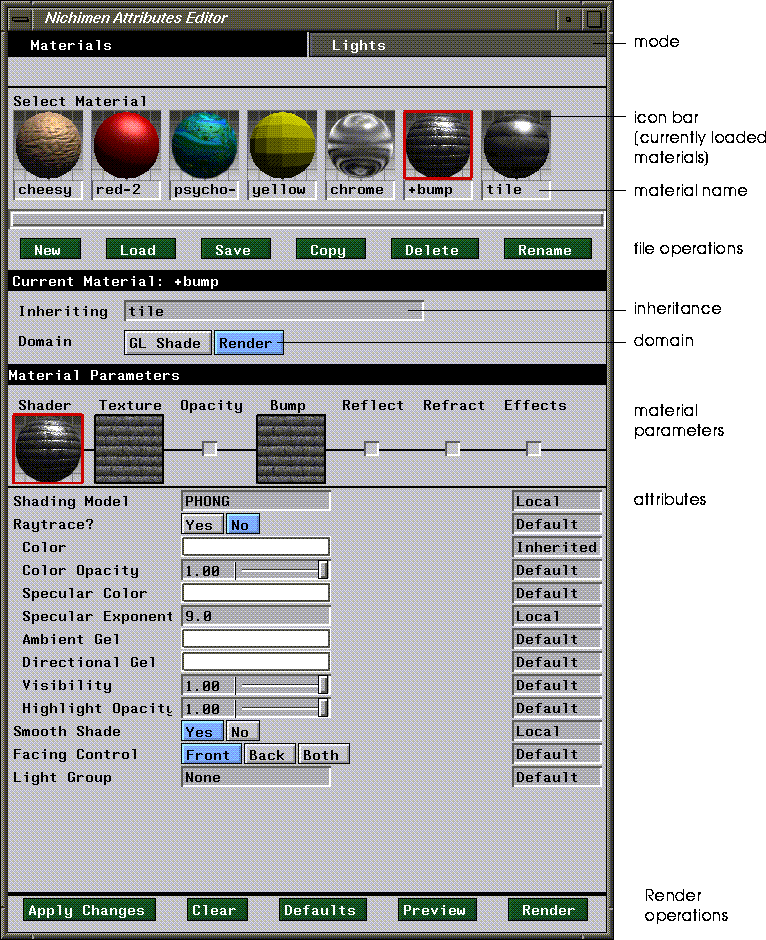 Nichimen Attributes Editor
Materials Lights mode
Select Material
icon bar
(currently loaded
materials)
cheesy red-2 psycho- yellow chrome +bump tile material name
New Load Save Copy Delete Rename file operations
Current Material: +bump
Inheriting tile inheritance
Domain GL Shade Render domain
Material Parameters
Shader Texture Opacity Bump Reflect Refract Effects
material
parameters
Shading Model PHONG Local attributes
Raytrace? Yes No Default
Color Inherited
Color Opacity 1.00 Default
Specular Color Default
Specular Exponent 9.0 Local
Ambient Gel Default
Directional Gel Default
Visibility 1.00 Default
Highlight Opacity 1.00 Default
Smooth Shade Yes No Local
Facing Control Front Back Both Default
Light Group None Default
Render
operations
Apply Changes Clear Defaults Preview Render